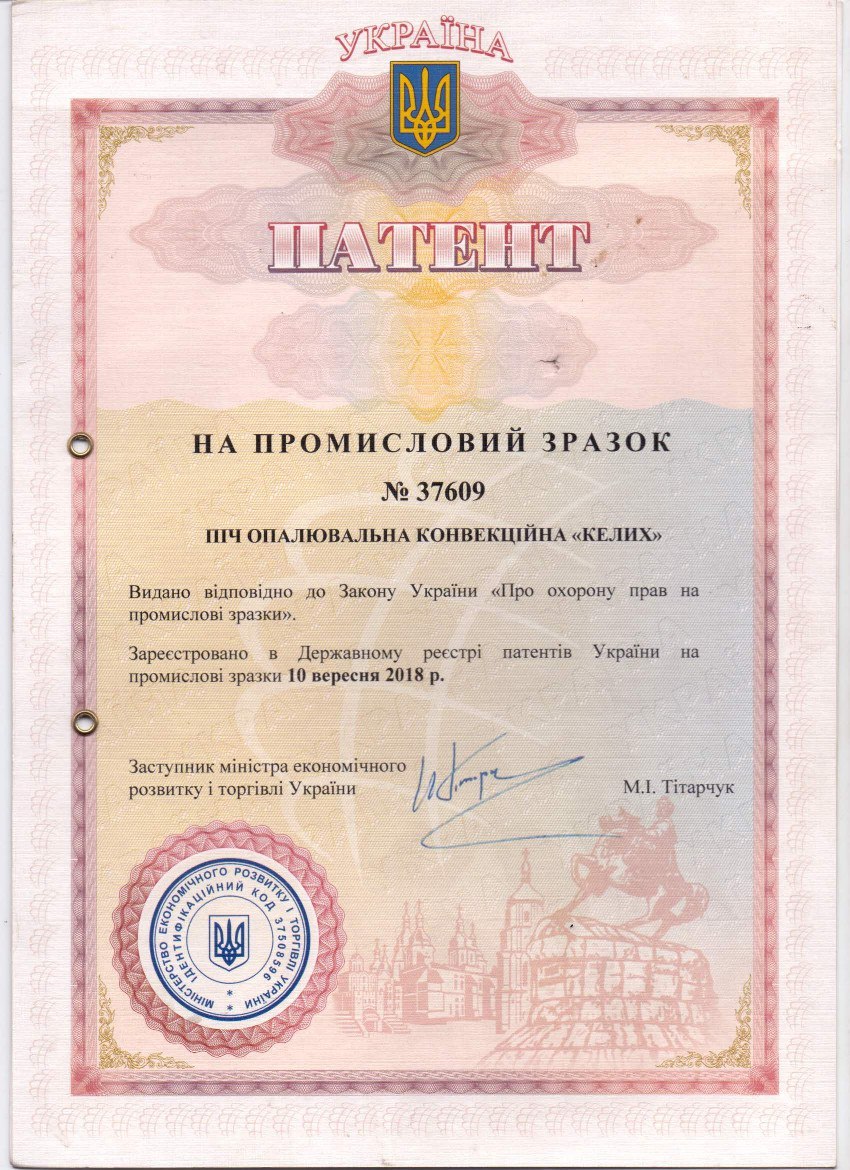 УКРАЇНА
ПАТЕНТ
НА ПРОМИСЛОВИЙ ЗРАЗОК
№ 37609
ПІЧ ОПАЛЮВАЛЬНА КОНВЕКЦІЙНА «КЕЛИХ»
Видано відповідно до Закону України «Про охорону прав на
промислові зразки».
Зареєстровано в Державному реєстрі патентів України на
промислові зразки 10 вересня 2018 р.
Заступник міністра економічного
розвитку і торгівлі України
М.І. Тітарчук
МІНІСТЕРСТВО ЕКОНОМІЧНОГО РОЗВИТКУ І ТОРГІВЛІ УКРАЇНИ *
ІДЕНТИФІКАЦІЙНИЙ КОД 37508596 *